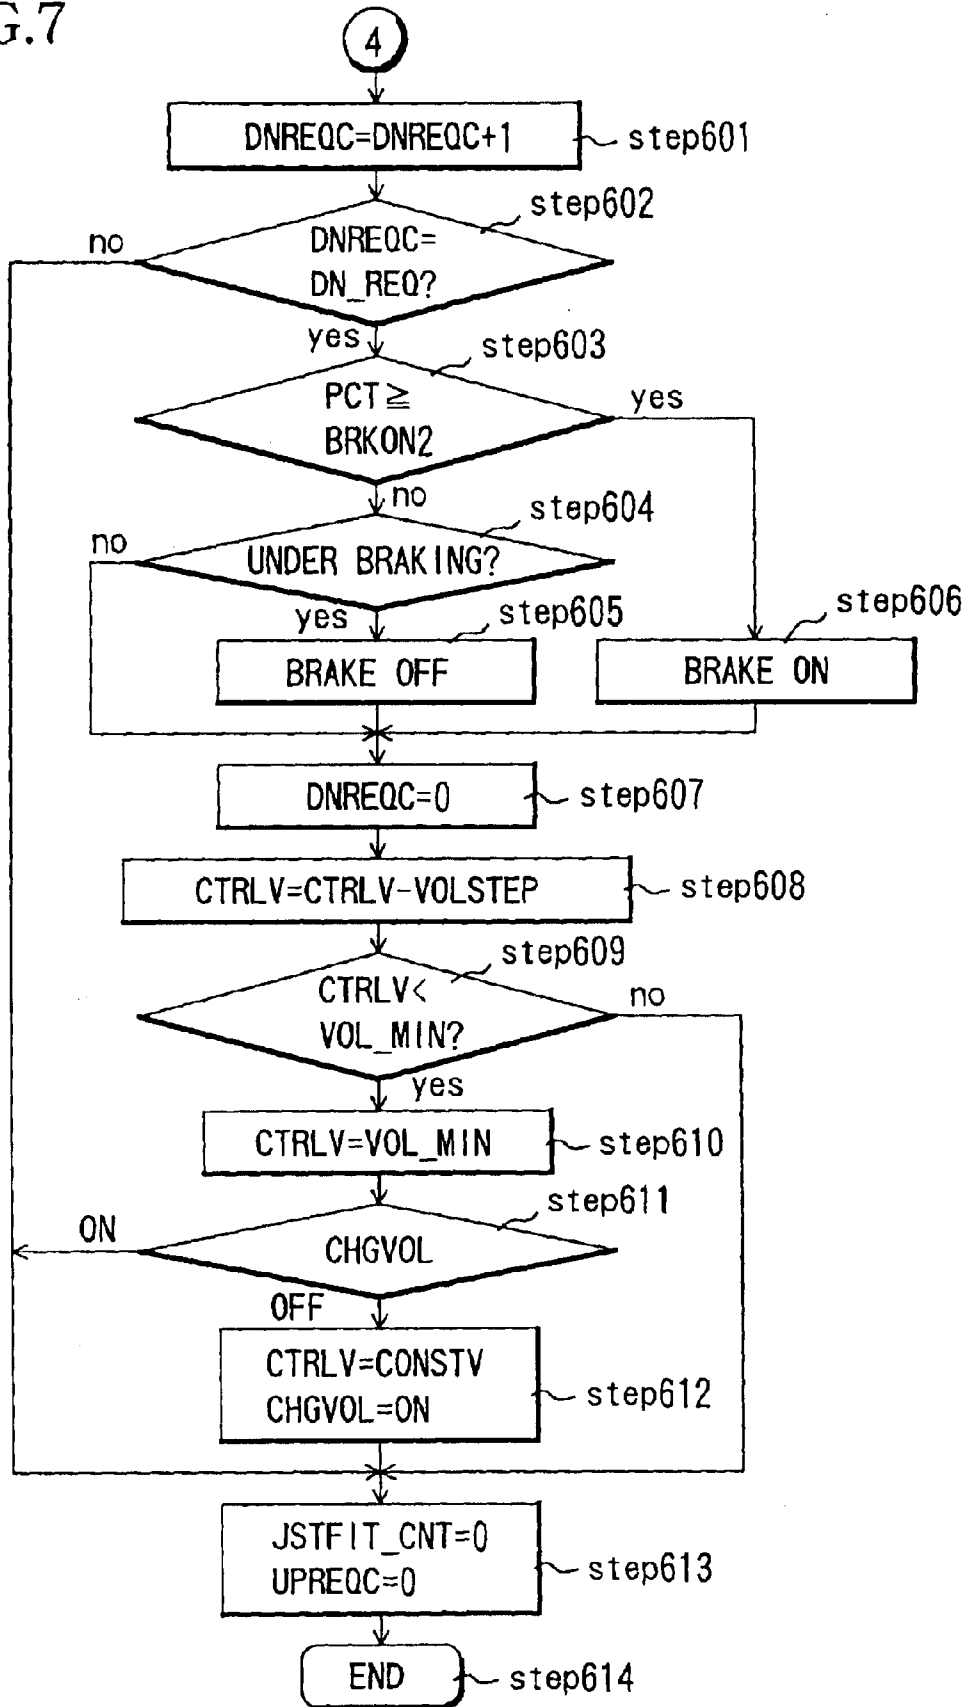 G.7
4
DNREQC=DNREQC+1
step601
step602
no
DNREQC=
DN_REQ?
yes
step603
PCT≧
BRKON2
yes
no
step604
no
UNDER BRAKING?
yes
step605
step606
BRAKE OFF
BRAKE ON
DNREQC=0
step607
CTRLV=CTRLV-VOLSTEP
step608
step609
CTRLV<
VOL_MIN?
no
yes
CTRLV=VOL_MIN
step610
step611
ON
CHGVOL
OFF
CTRLV=CONSTV
CHGVOL=ON
step612
JSTFIT_CNT=0
UPREQC=0
step613
END
step614